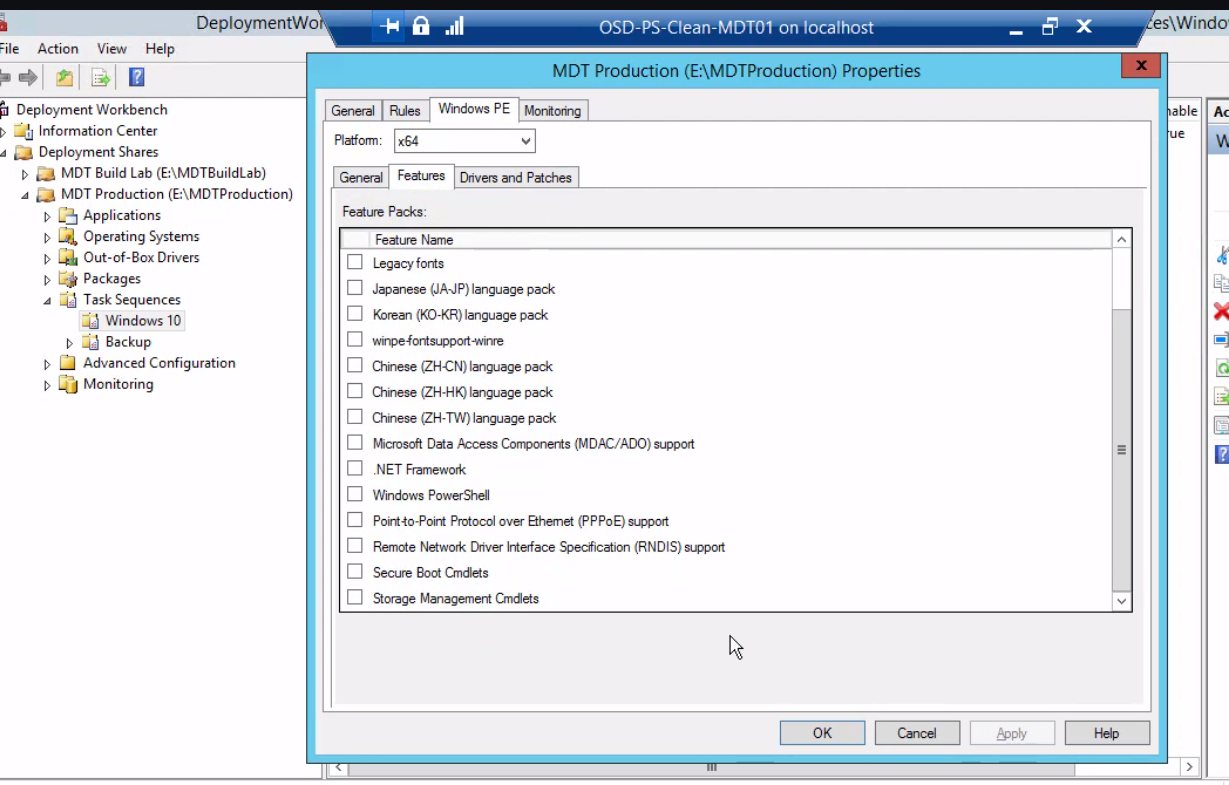 DeploymentWor
OSD-PS-Clean-MDT01 on localhost
ces\Windo
File Action View Help
MDT Production (E:\MDTProduction) Properties
Deployment Workbench
Information Center
Deployment Shares
MDT Build Lab (E:\MDTBuildLab)
MDT Production (E:\MDTProduction)
Applications
Operating Systems
Out-of-Box Drivers
Packages
Task Sequences
Windows 10
Backup
Advanced Configuration
Monitoring
General Rules Windows PE Monitoring
Platform: x64
General Features Drivers and Patches
Feature Packs:
Feature Name
Legacy fonts
Japanese (JA-JP) language pack
Korean (KO-KR) language pack
winpe-fontsupport-winre
Chinese (ZH-CN) language pack
Chinese (ZH-HK) language pack
Chinese (ZH-TW) language pack
Microsoft Data Access Components (MDAC/ADO) support
.NET Framework
Windows PowerShell
Point-to-Point Protocol over Ethernet (PPPoE) support
Remote Network Driver Interface Specification (RNDIS) support
Secure Boot Cmdlets
Storage Management Cmdlets
OK Cancel Apply Help
nable
Ac
rue
W